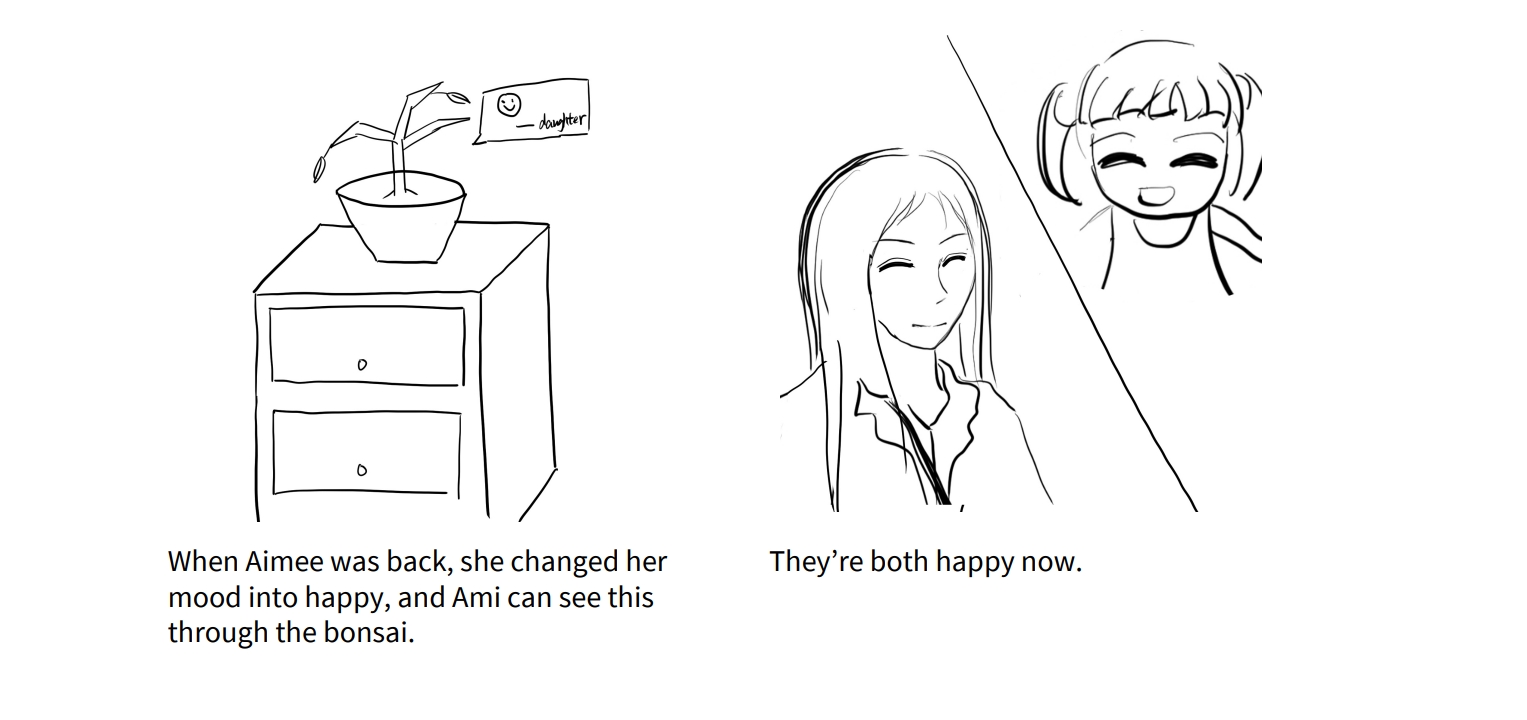 — daughter
When Aimee was back, she changed her
mood into happy, and Ami can see this
through the bonsai.
They’re both happy now.